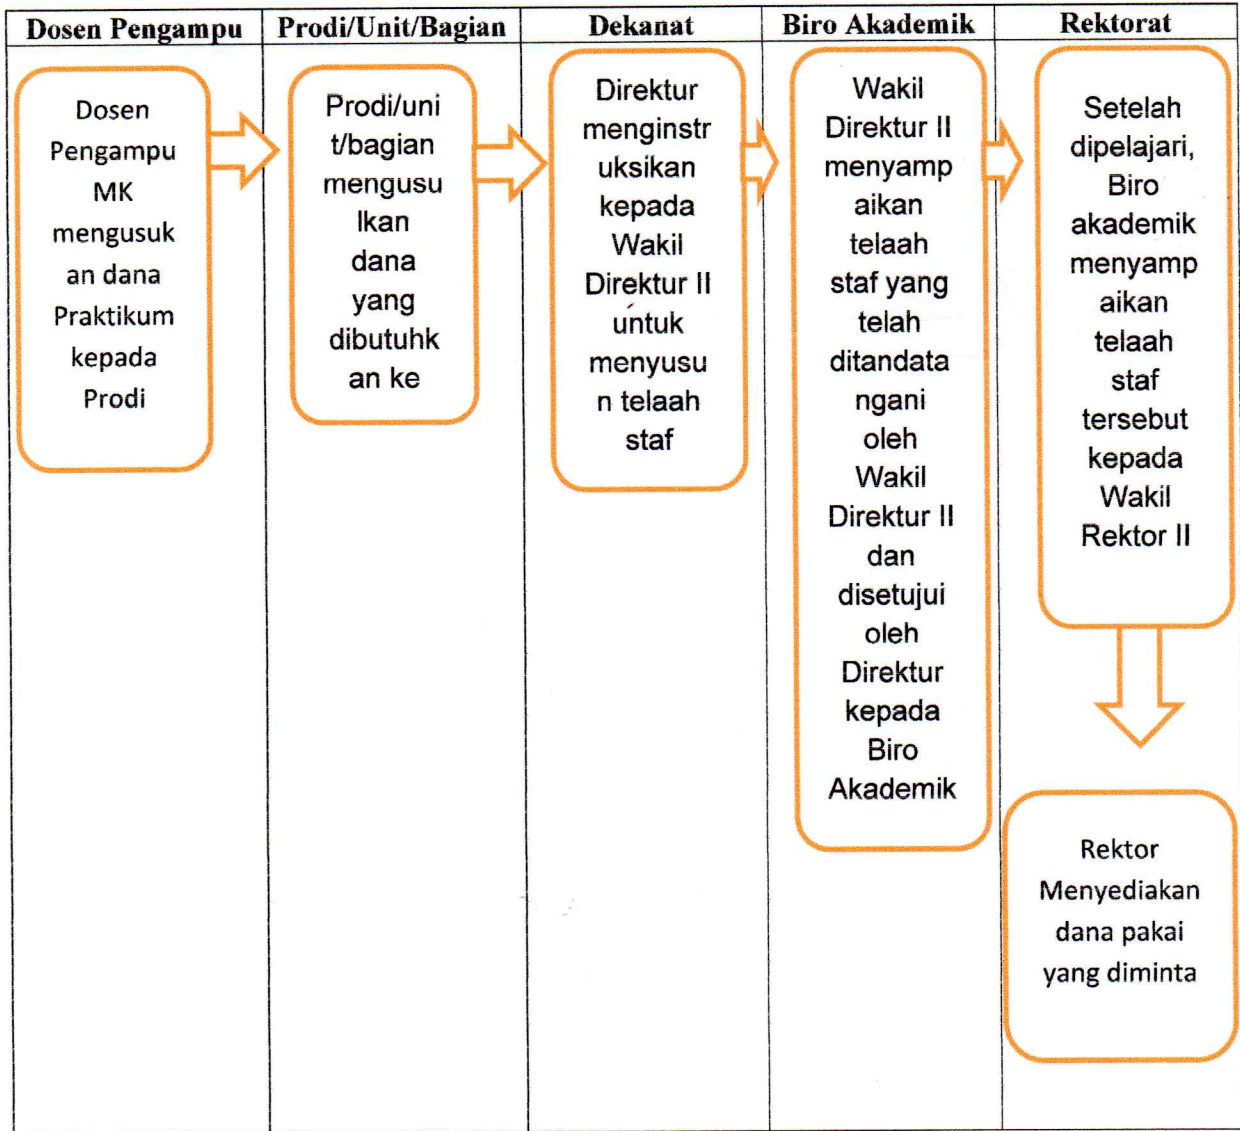 Dosen Pengampu
Prodi/Unit/Bagian
Dekanat
Biro Akademik
Rektorat
Dosen
Pengampu
MK
mengusuk
an dana
Praktikum
kepada
Prodi
Prodi/uni
t/bagian
mengusu
lkan
dana
yang
dibutuhk
an ke
Direktur
menginstr
uksikan
kepada
Wakil
Direktur II
untuk
menyusu
n telaah
staf
Wakil
Direktur II
menyamp
aikan
telaah
staf yang
telah
ditandata
ngani
oleh
Wakil
Direktur II
dan
disetujui
oleh
Direktur
kepada
Biro
Akademik
Setelah
dipelajari,
Biro
akademik
menyamp
aikan
telaah
staf
tersebut
kepada
Wakil
Rektor II
Rektor
Menyediakan
dana pakai
yang diminta